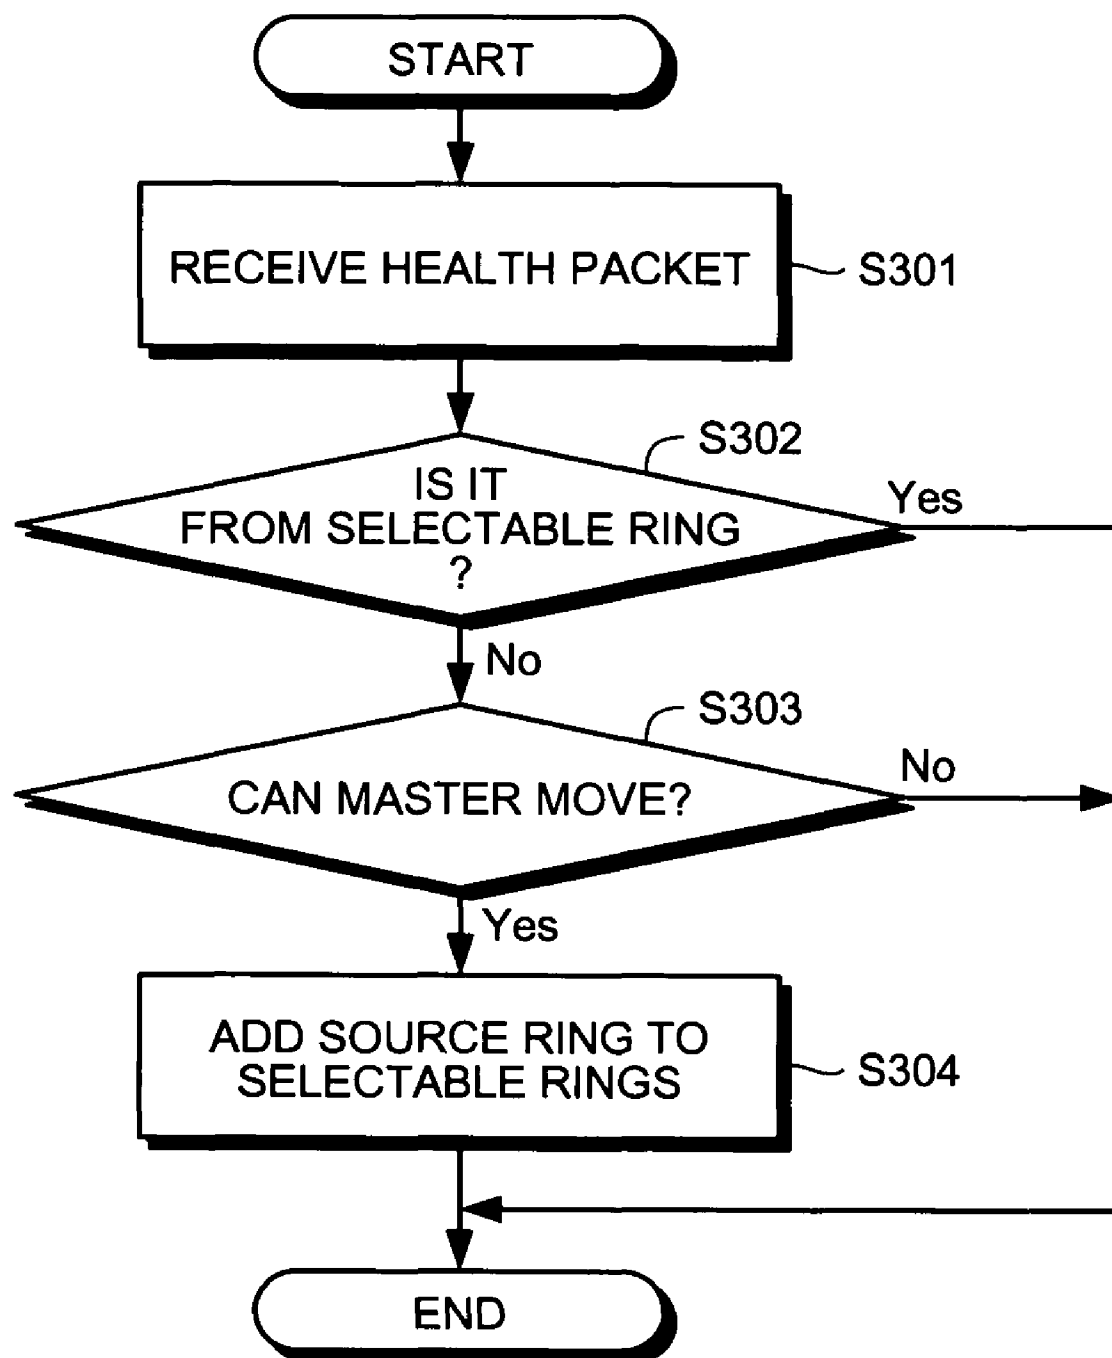 START
RECEIVE HEALTH PACKET
S301
S302
IS IT
FROM SELECTABLE RING
?
Yes
No
S303
CAN MASTER MOVE?
No
Yes
ADD SOURCE RING TO
SELECTABLE RINGS
S304
END